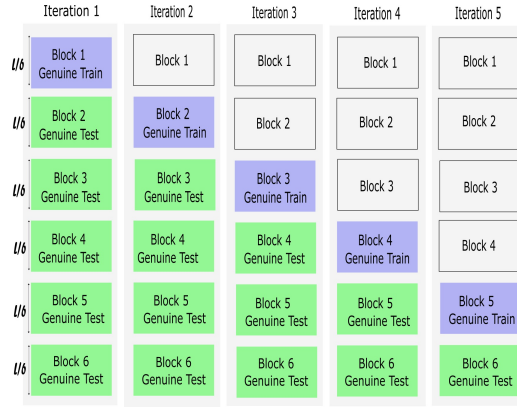 Iteration 1 Iteration 2 Iteration 3 Iteration 4 Iteration 5
L/6 Block 1 Block 1 Block 1 Block 1 Block 1
Genuine Train
L/6 Block 2 Block 2 Block 2 Block 2 Block 2
Genuine Test Genuine Train
L/6 Block 3 Block 3 Block 3 Block 3 Block 3
Genuine Test Genuine Test Genuine Train
L/6 Block 4 Block 4 Block 4 Block 4 Block 4
Genuine Test Genuine Test Genuine Test Genuine Train
L/6 Block 5 Block 5 Block 5 Block 5 Block 5
Genuine Test Genuine Test Genuine Test Genuine Test Genuine Train
L/6 Block 6 Block 6 Block 6 Block 6 Block 6
Genuine Test Genuine Test Genuine Test Genuine Test Genuine Test